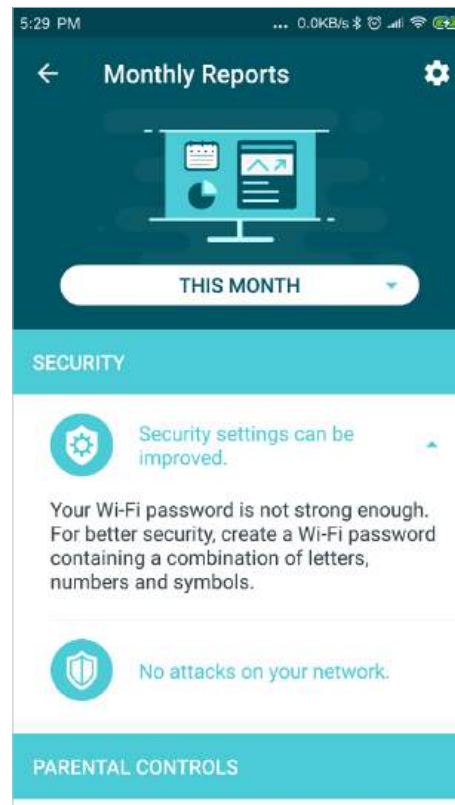 5:29 PM ... 0.0KB/s
Monthly Reports
THIS MONTH
SECURITY
Security settings can be
improved.
Your Wi-Fi password is not strong enough.
For better security, create a Wi-Fi password
containing a combination of letters,
numbers and symbols.
No attacks on your network.
PARENTAL CONTROLS